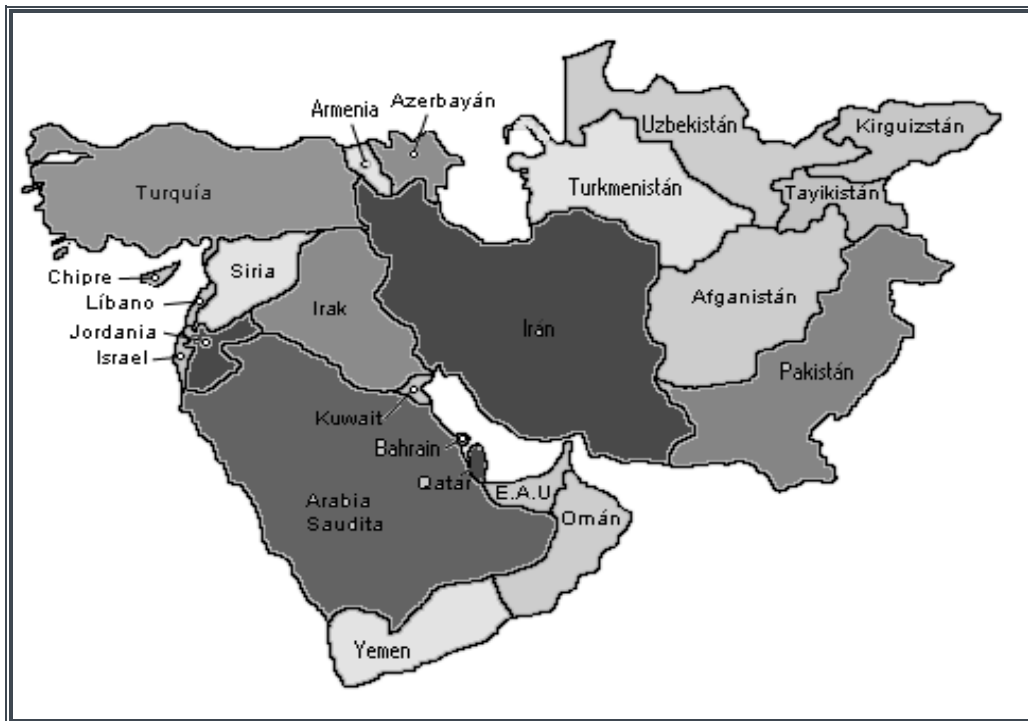 Armenia
Azerbayán
Uzbekistán
Kirguizstán
Turquía
Turkmenistán
Tayikistán
Chipre
Siria
Líbano
Afganistán
Jordania
Irak
Irán
Israel
Pakistán
Kuwait
Bahrain
Qatar
E.A.U
Arabia
Saudita
Omán
Yemen